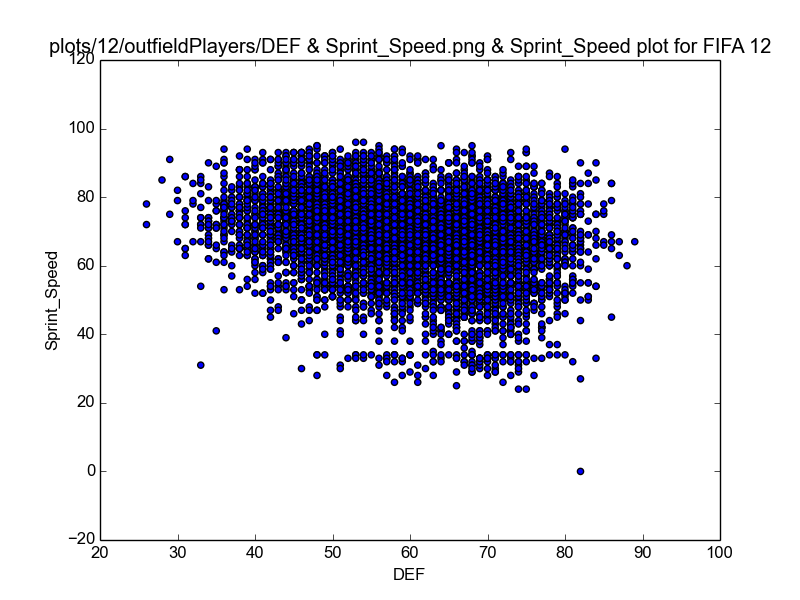 plots/12/outfieldPlayers/DEF & Sprint_Speed.png & Sprint_Speed plot for FIFA 12
120
100
80
60
40
20
0
−20
Sprint_Speed
20 30 40 50 60 70 80 90 100
DEF